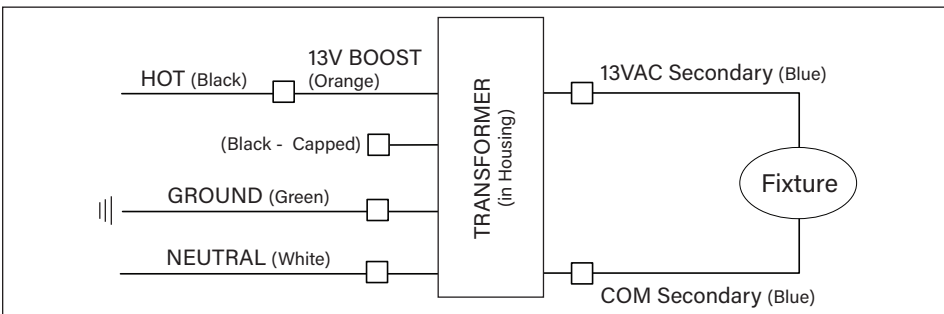 13V BOOST
HOT (Black)
(Orange)
(Black - Capped)
GROUND (Green)
NEUTRAL (White)
TRANSFORMER
(in Housing)
13VAC Secondary (Blue)
Fixture
COM Secondary (Blue)